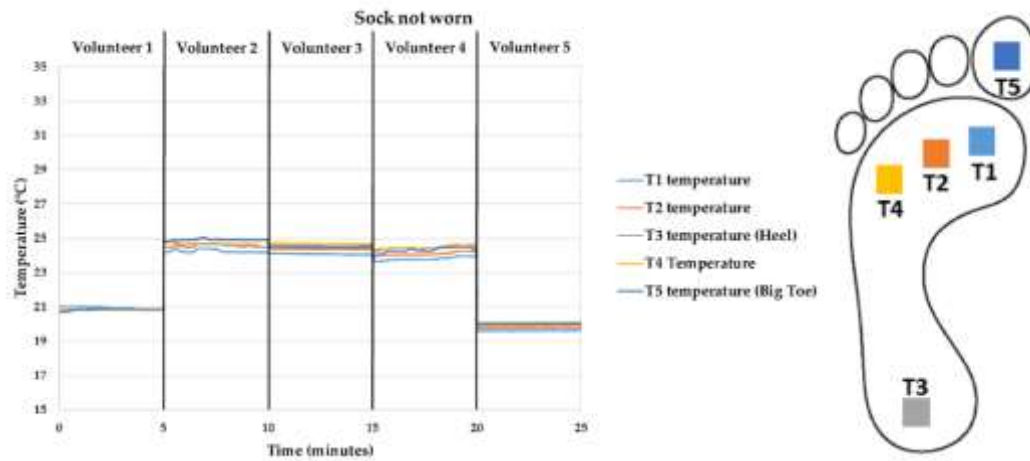 Sock not worn
Volunteer 1 Volunteer 2 Volunteer 3 Volunteer 4 Volunteer 5
35
33
31
29
27
25
23
21
19
17
15
Temperature (°C)
0 5 10 15 20 25
Time (minutes)
T1 temperature
T2 temperature
T3 temperature (Heel)
T4 Temperature
T5 temperature (Big Toe)
T5
T1
T2
T4
T3